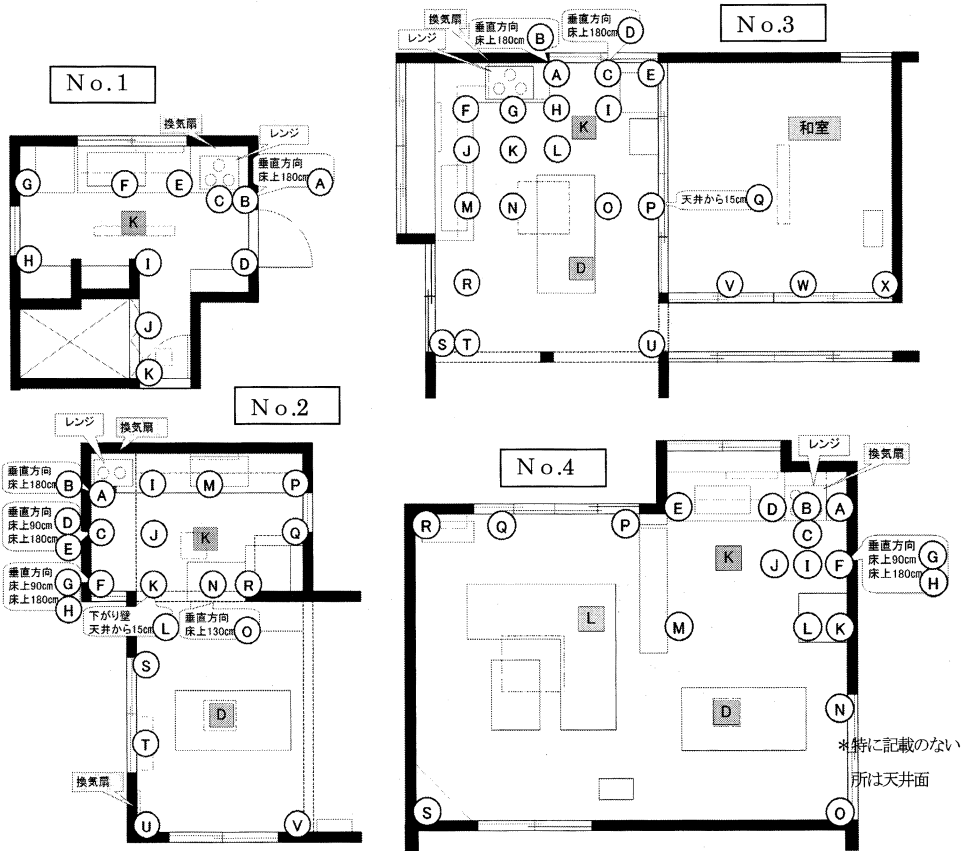 No.1
換気扇
レンジ
垂直方向
床上180cm
A
G
F
E
C
B
K
H
I
D
J
K
No.2
レンジ
換気扇
垂直方向
床上180cm
B
A
I
M
P
垂直方向
床上90cm
床上180cm
D
E
C
J
K
Q
垂直方向
床上90cm
床上180cm
G
H
F
K
N
R
下がり壁
天井から15cm
L
垂直方向
床上130cm
O
S
D
T
換気扇
U
V
No.3
換気扇
レンジ
垂直方向
床上180cm
B
垂直方向
床上180cm
D
A
C
E
F
G
H
I
K
和室
J
K
L
M
N
O
P
天井から15cm
Q
D
R
V
W
X
S
T
U
No.4
レンジ
換気扇
R
Q
P
E
D
B
A
C
K
J
I
F
垂直方向
床上90cm
床上180cm
G
H
L
M
L
K
D
N
S
O
*特に記載のない
所は天井面